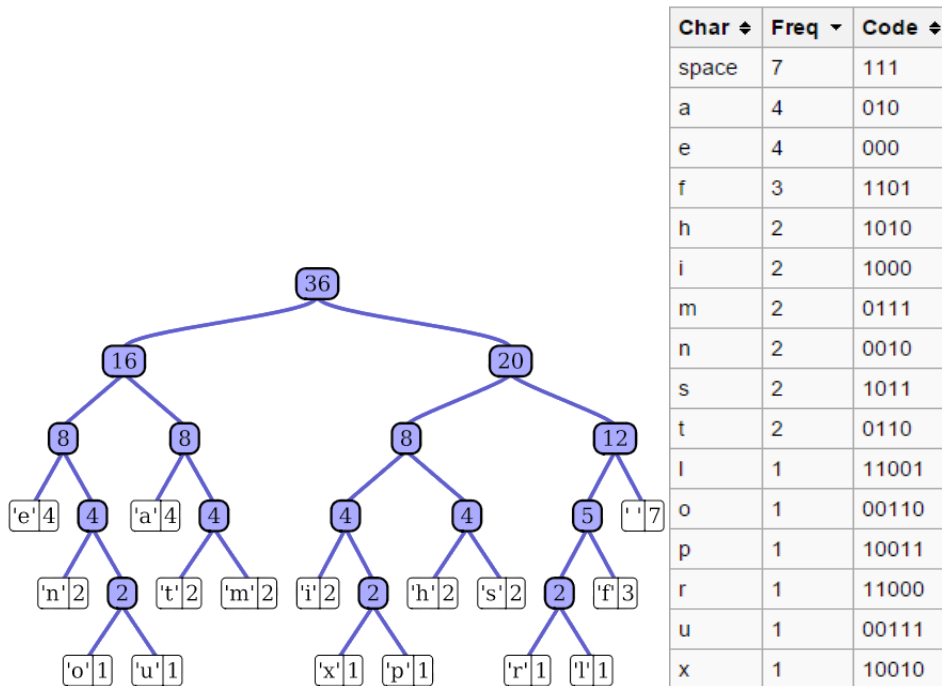 Char Freq Code
space 7 111
a 4 010
e 4 000
f 3 1101
h 2 1010
i 2 1000
m 2 0111
n 2 0010
s 2 1011
t 2 0110
l 1 11001
o 1 00110
p 1 10011
r 1 11000
u 1 00111
x 1 10010
36
16 20
8 8 8 12
'e' 4 4 'a' 4 4 4 4 5 ' ' 7
'n' 2 2 't' 2 'm' 2 'i' 2 2 'h' 2 's' 2 2 'f' 3
'o' 1 'u' 1 'x' 1 'p' 1 'r' 1 'l' 1